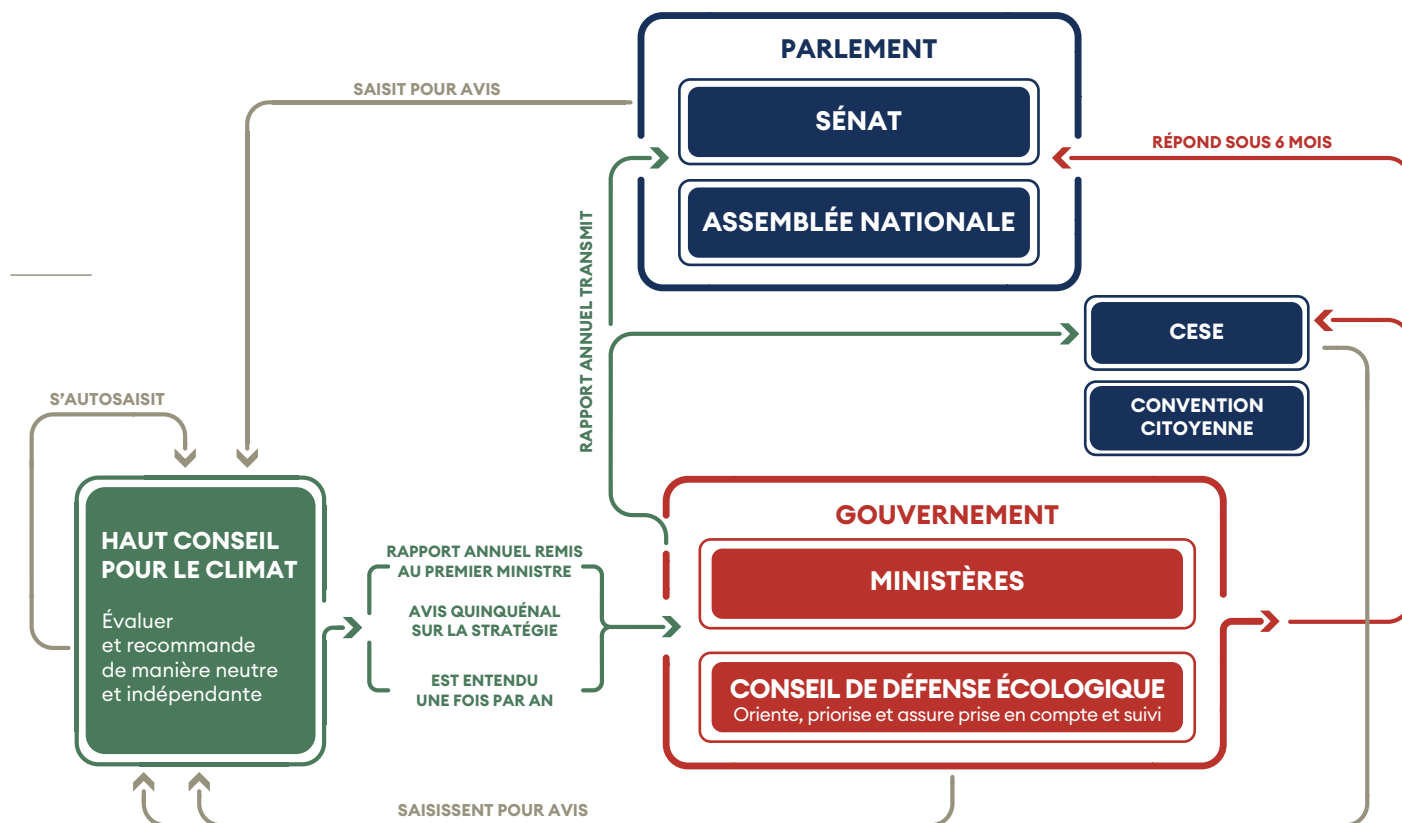 PARLEMENT
SÉNAT
ASSEMBLÉE NATIONALE
SAISIT POUR AVIS
RÉPOND SOUS 6 MOIS
RAPPORT ANNUEL TRANSMIT
CESE
CONVENTION
CITOYENNE
S'AUTOSAISIT
HAUT CONSEIL
POUR LE CLIMAT
Évaluer
et recommande
de manière neutre
et indépendante
RAPPORT ANNUEL REMIS
AU PREMIER MINISTRE
AVIS QUINQUÉNAL
SUR LA STRATÉGIE
EST ENTENDU
UNE FOIS PAR AN
GOUVERNEMENT
MINISTÈRES
CONSEIL DE DÉFENSE ÉCOLOGIQUE
Oriente, priorise et assure prise en compte et suivi
SAISISSENT POUR AVIS